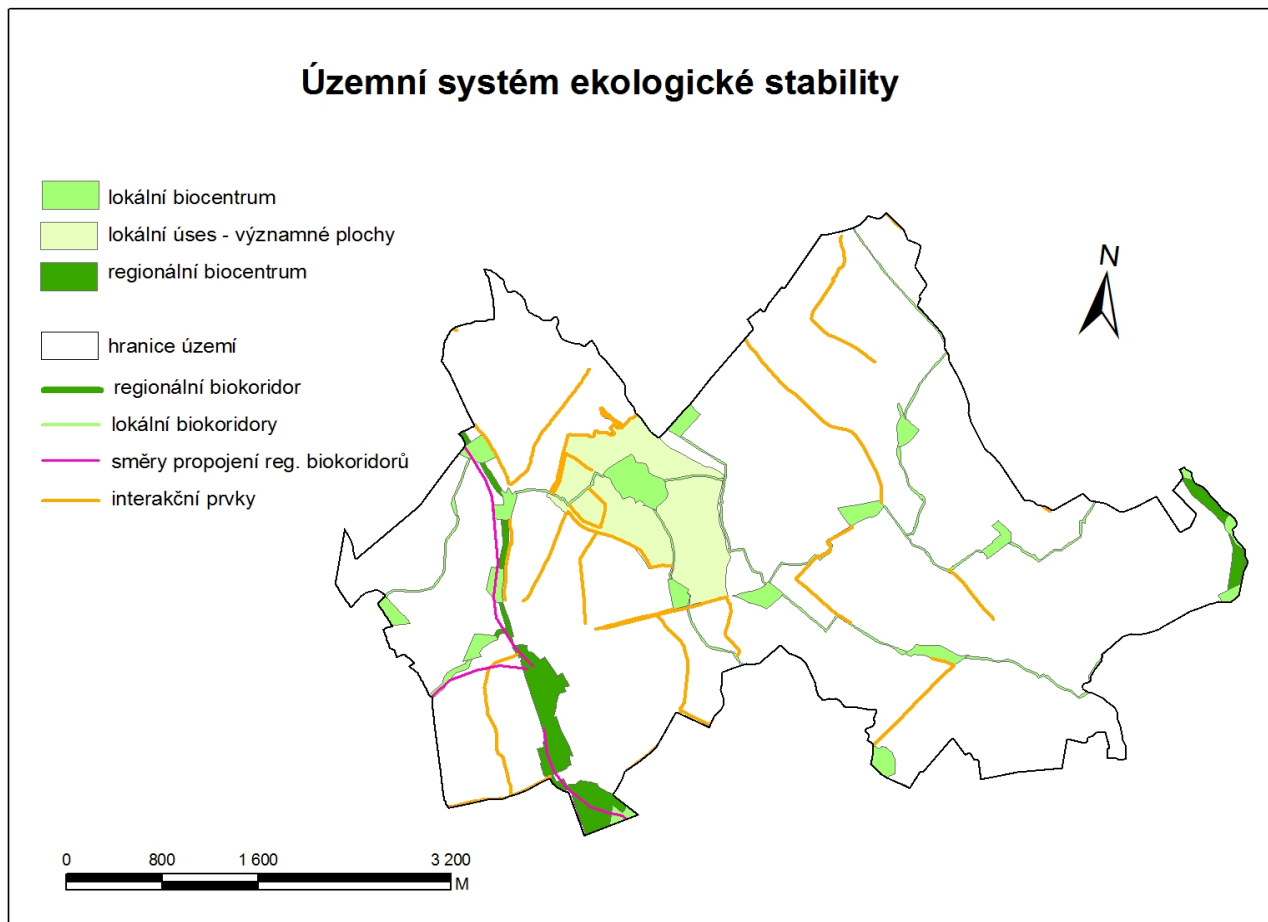 Územní systém ekologické stability
lokální biocentrum
lokální úses - významné plochy
regionální biocentrum
hranice území
regionální biokoridor
lokální biokoridory
směry propojení reg. biokoridorů
interakční prvky
N
0 800 1 600 3 200
M